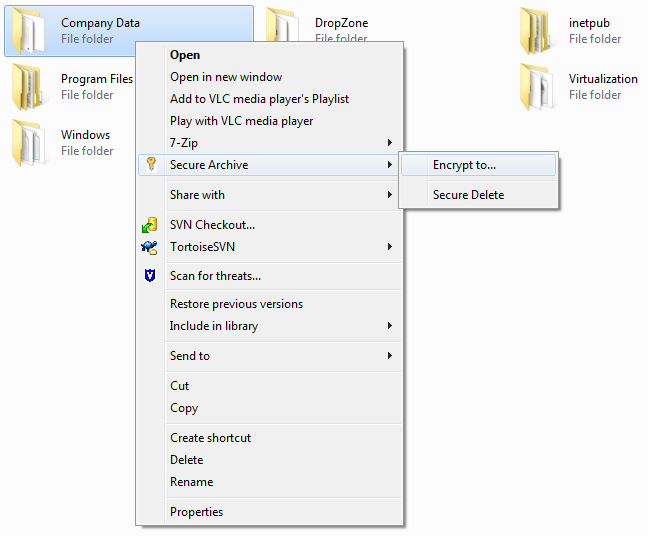 Company Data
File folder
DropZone
inetpub
File folder
Program Files
File folder
Virtualization
File folder
Windows
File folder
Open
Open in new window
Add to VLC media player's Playlist
Play with VLC media player
7-Zip
Secure Archive
Share with
SVN Checkout...
TortoiseSVN
Scan for threats...
Restore previous versions
Include in library
Send to
Cut
Copy
Create shortcut
Delete
Rename
Properties
Encrypt to...
Secure Delete